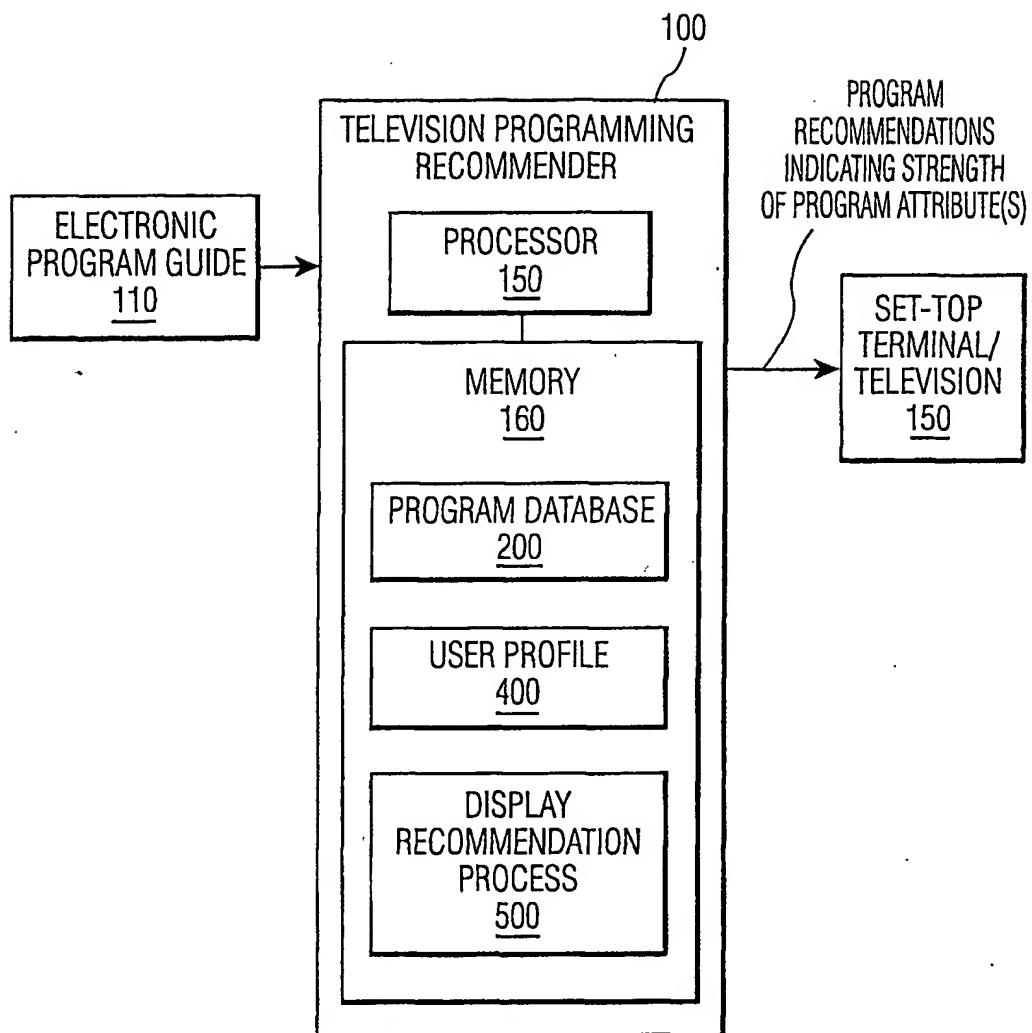 100
TELEVISION PROGRAMMING
RECOMMENDER
PROGRAM
RECOMMENDATIONS
INDICATING STRENGTH
OF PROGRAM ATTRIBUTE(S)
ELECTRONIC
PROGRAM GUIDE
110
PROCESSOR
150
SET-TOP
TERMINAL/
TELEVISION
150
MEMORY
160
PROGRAM DATABASE
200
USER PROFILE
400
DISPLAY
RECOMMENDATION
PROCESS
500